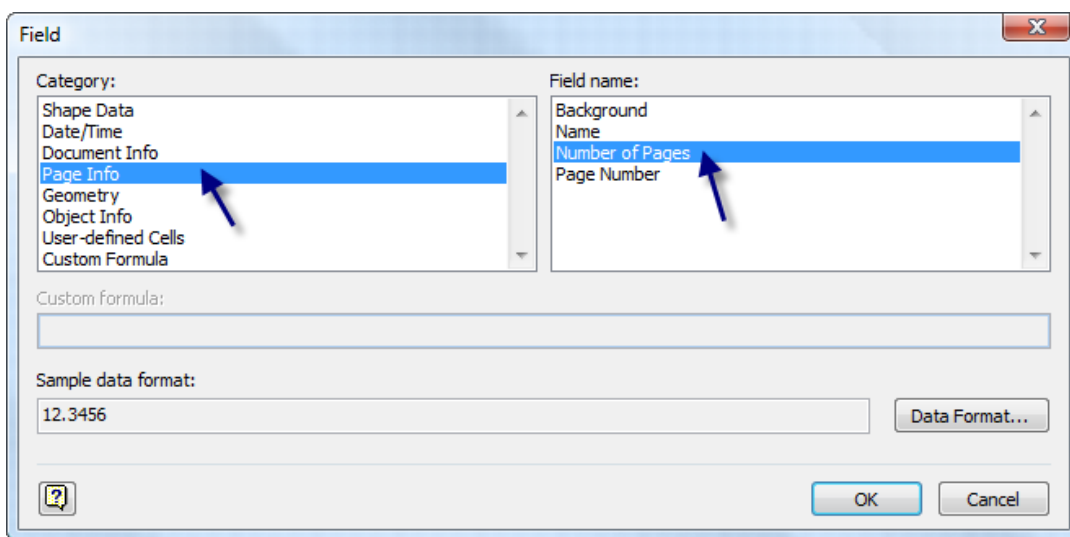 Field
Category:
Shape Data
Date/Time
Document Info
Page Info
Geometry
Object Info
User-defined Cells
Custom Formula
Field name:
Background
Name
Number of Pages
Page Number
Custom formula:
Sample data format:
12.3456
Data Format...
OK
Cancel